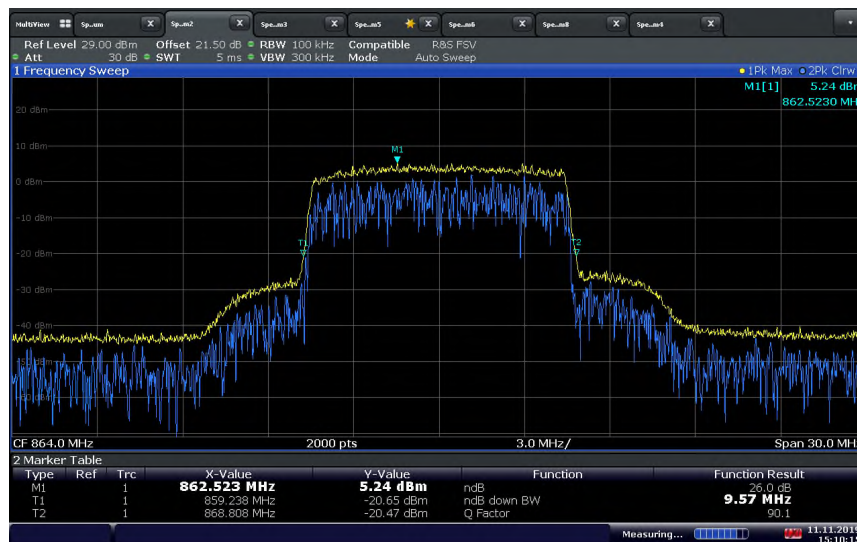 MultiView Sp..um X Sp...m2 X Spe...m3 X Spe...m5 X Spe...m6 X Spe...m8 X Spe...m4 X
Ref Level 29.00 dBm Offset 21.50 dB RBW 100 kHz Compatible R&S FSV
Att 30 dB SWT 5 ms VBW 300 kHz Mode Auto Sweep
1 Frequency Sweep 1Pk Max 2Pk Clrw
M1[1] 5.24 dBm
862.5230 MHz
20 dBm
10 dBm
M1
0 dBm
-10 dBm
T1 T2
-20 dBm
-30 dBm
-40 dBm
-50 dBm
-60 dBm
CF 864.0 MHz 2000 pts 3.0 MHz/ Span 30.0 MHz
2 Marker Table
Type Ref Trc X-Value Y-Value Function Function Result
M1 1 862.523 MHz 5.24 dBm ndB 26.0 dB
T1 1 859.238 MHz -20.65 dBm ndB down BW 9.57 MHz
T2 1 868.808 MHz -20.47 dBm Q Factor 90.1
Measuring... 11.11.2019
15:10:15